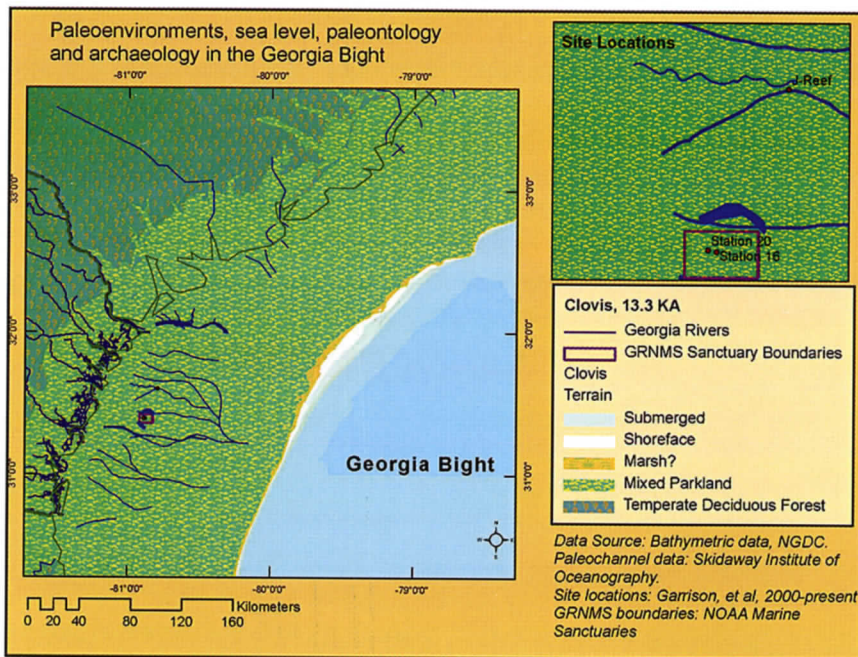 Paleoenvironments, sea level, paleontology
and archaeology in the Georgia Bight
-81°0'0"
-80°0'0"
-79°0'0"
33°0'0"
33°0'0"
32°0'0"
32°0'0"
31°0'0"
31°0'0"
Georgia Bight
-81°0'0"
-80°0'0"
-79°0'0"
Kilometers
0 20 40 80 120 160
Site Locations
J-Reef
Station 20
Station 16
Clovis, 13.3 KA
Georgia Rivers
GRNMS Sanctuary Boundaries
Clovis
Terrain
Submerged
Shoreface
Marsh?
Mixed Parkland
Temperate Deciduous Forest
Data Source: Bathymetric data, NGDC.
Paleochannel data: Skidaway Institute of
Oceanography.
Site locations: Garrison, et al, 2000-present
GRNMS boundaries: NOAA Marine
Sanctuaries